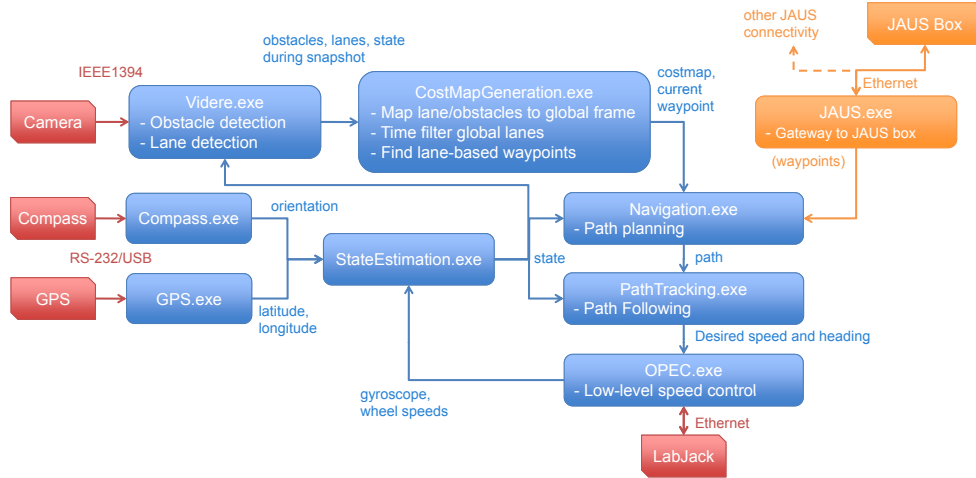 other JAUS
connectivity
JAUS Box
Ethernet
obstacles, lanes, state
during snapshot
IEEE1394
costmap,
current
waypoint
Camera
Videre.exe
- Obstacle detection
- Lane detection
CostMapGeneration.exe
- Map lane/obstacles to global frame
- Time filter global lanes
- Find lane-based waypoints
JAUS.exe
- Gateway to JAUS box
(waypoints)
Compass
Compass.exe
orientation
Navigation.exe
- Path planning
RS-232/USB
StateEstimation.exe
state
path
GPS
GPS.exe
latitude,
longitude
PathTracking.exe
- Path Following
Desired speed and heading
OPEC.exe
- Low-level speed control
gyroscope,
wheel speeds
Ethernet
LabJack